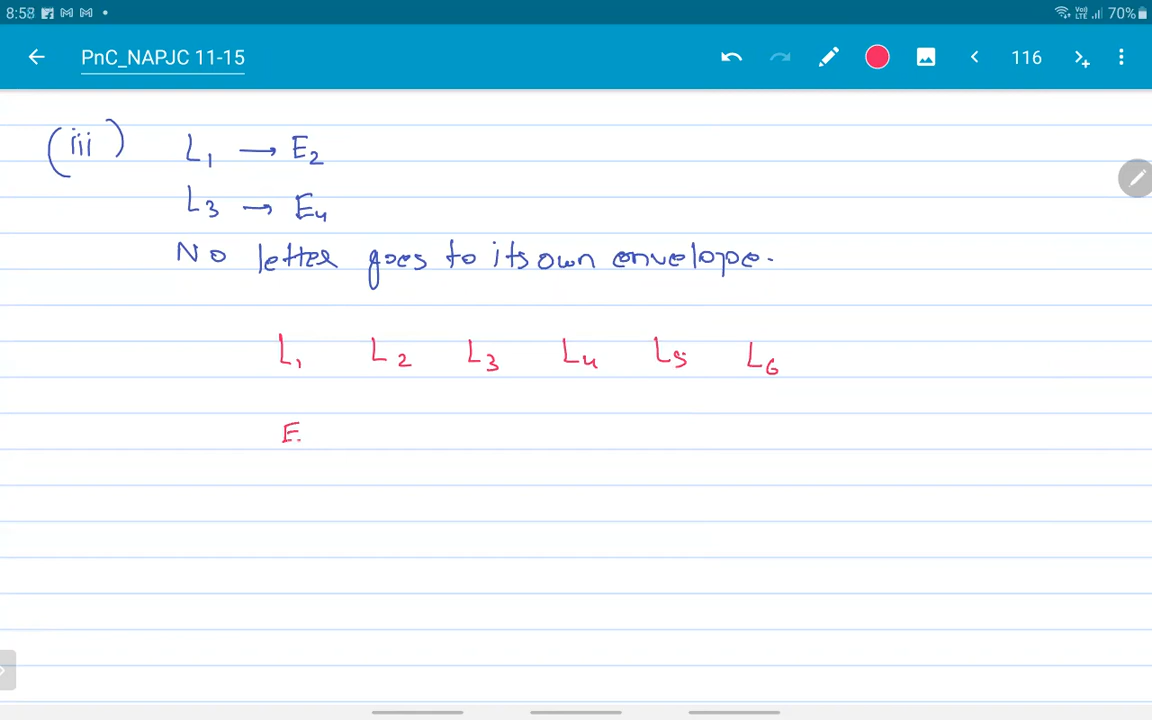 8:58 70%
PnC_NAPJC 11-15 116
(iii) L1 → E2
L3 → E4
No letter goes to its own envelope.
L1 L2 L3 L4 L5 L6
E